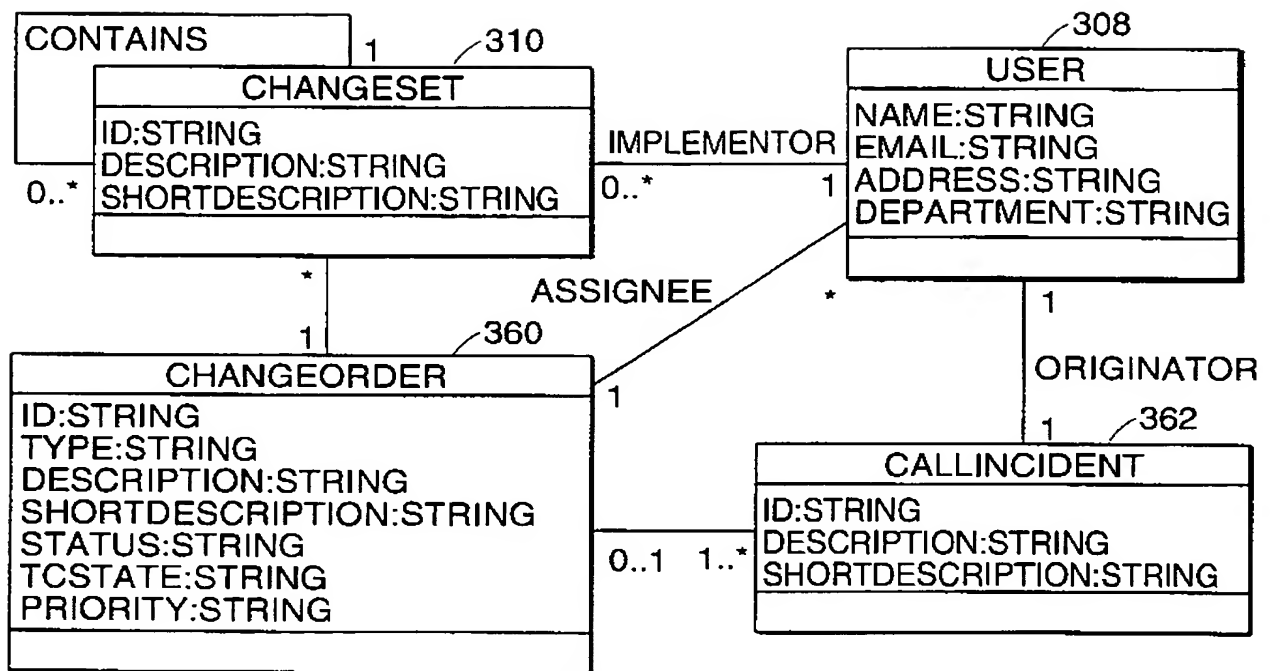 CONTAINS
1
310
CHANGESET
ID:STRING
DESCRIPTION:STRING
SHORTDESCRIPTION:STRING
0..*
308
USER
NAME:STRING
EMAIL:STRING
ADDRESS:STRING
DEPARTMENT:STRING
IMPLEMENTOR
0..*
1
*
1
ASSIGNEE
*
1
360
CHANGEORDER
ID:STRING
TYPE:STRING
DESCRIPTION:STRING
SHORTDESCRIPTION:STRING
STATUS:STRING
TCSTATE:STRING
PRIORITY:STRING
1
ORIGINATOR
1
362
CALLINCIDENT
ID:STRING
DESCRIPTION:STRING
SHORTDESCRIPTION:STRING
0..1
1..*